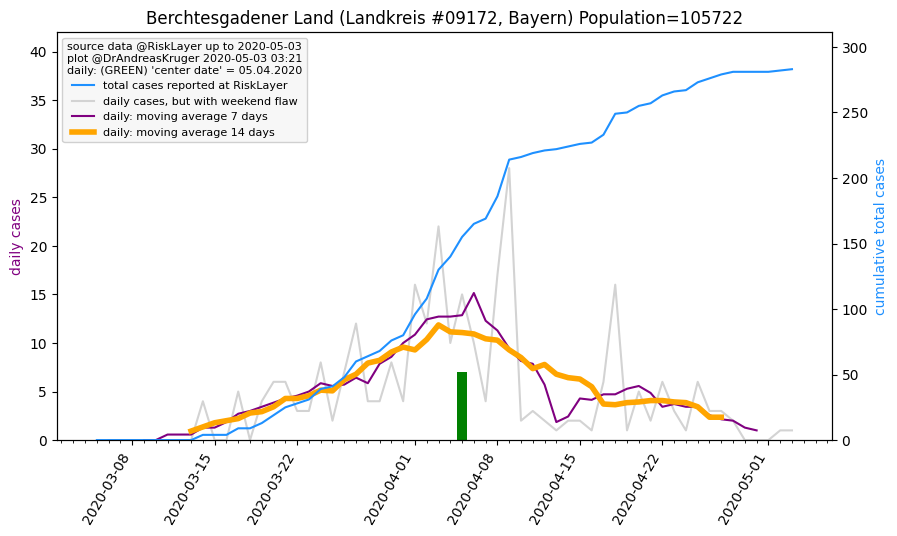 Berchtesgadener Land (Landkreis #09172, Bayern) Population=105722
source data @RiskLayer up to 2020-05-03
plot @DrAndreasKruger 2020-05-03 03:21
daily: (GREEN) 'center date' = 05.04.2020
total cases reported at RiskLayer
daily cases, but with weekend flaw
daily: moving average 7 days
daily: moving average 14 days
daily cases
40
35
30
25
20
15
10
5
0
cumulative total cases
300
250
200
150
100
50
0
2020-03-08
2020-03-15
2020-03-22
2020-04-01
2020-04-08
2020-04-15
2020-04-22
2020-05-01